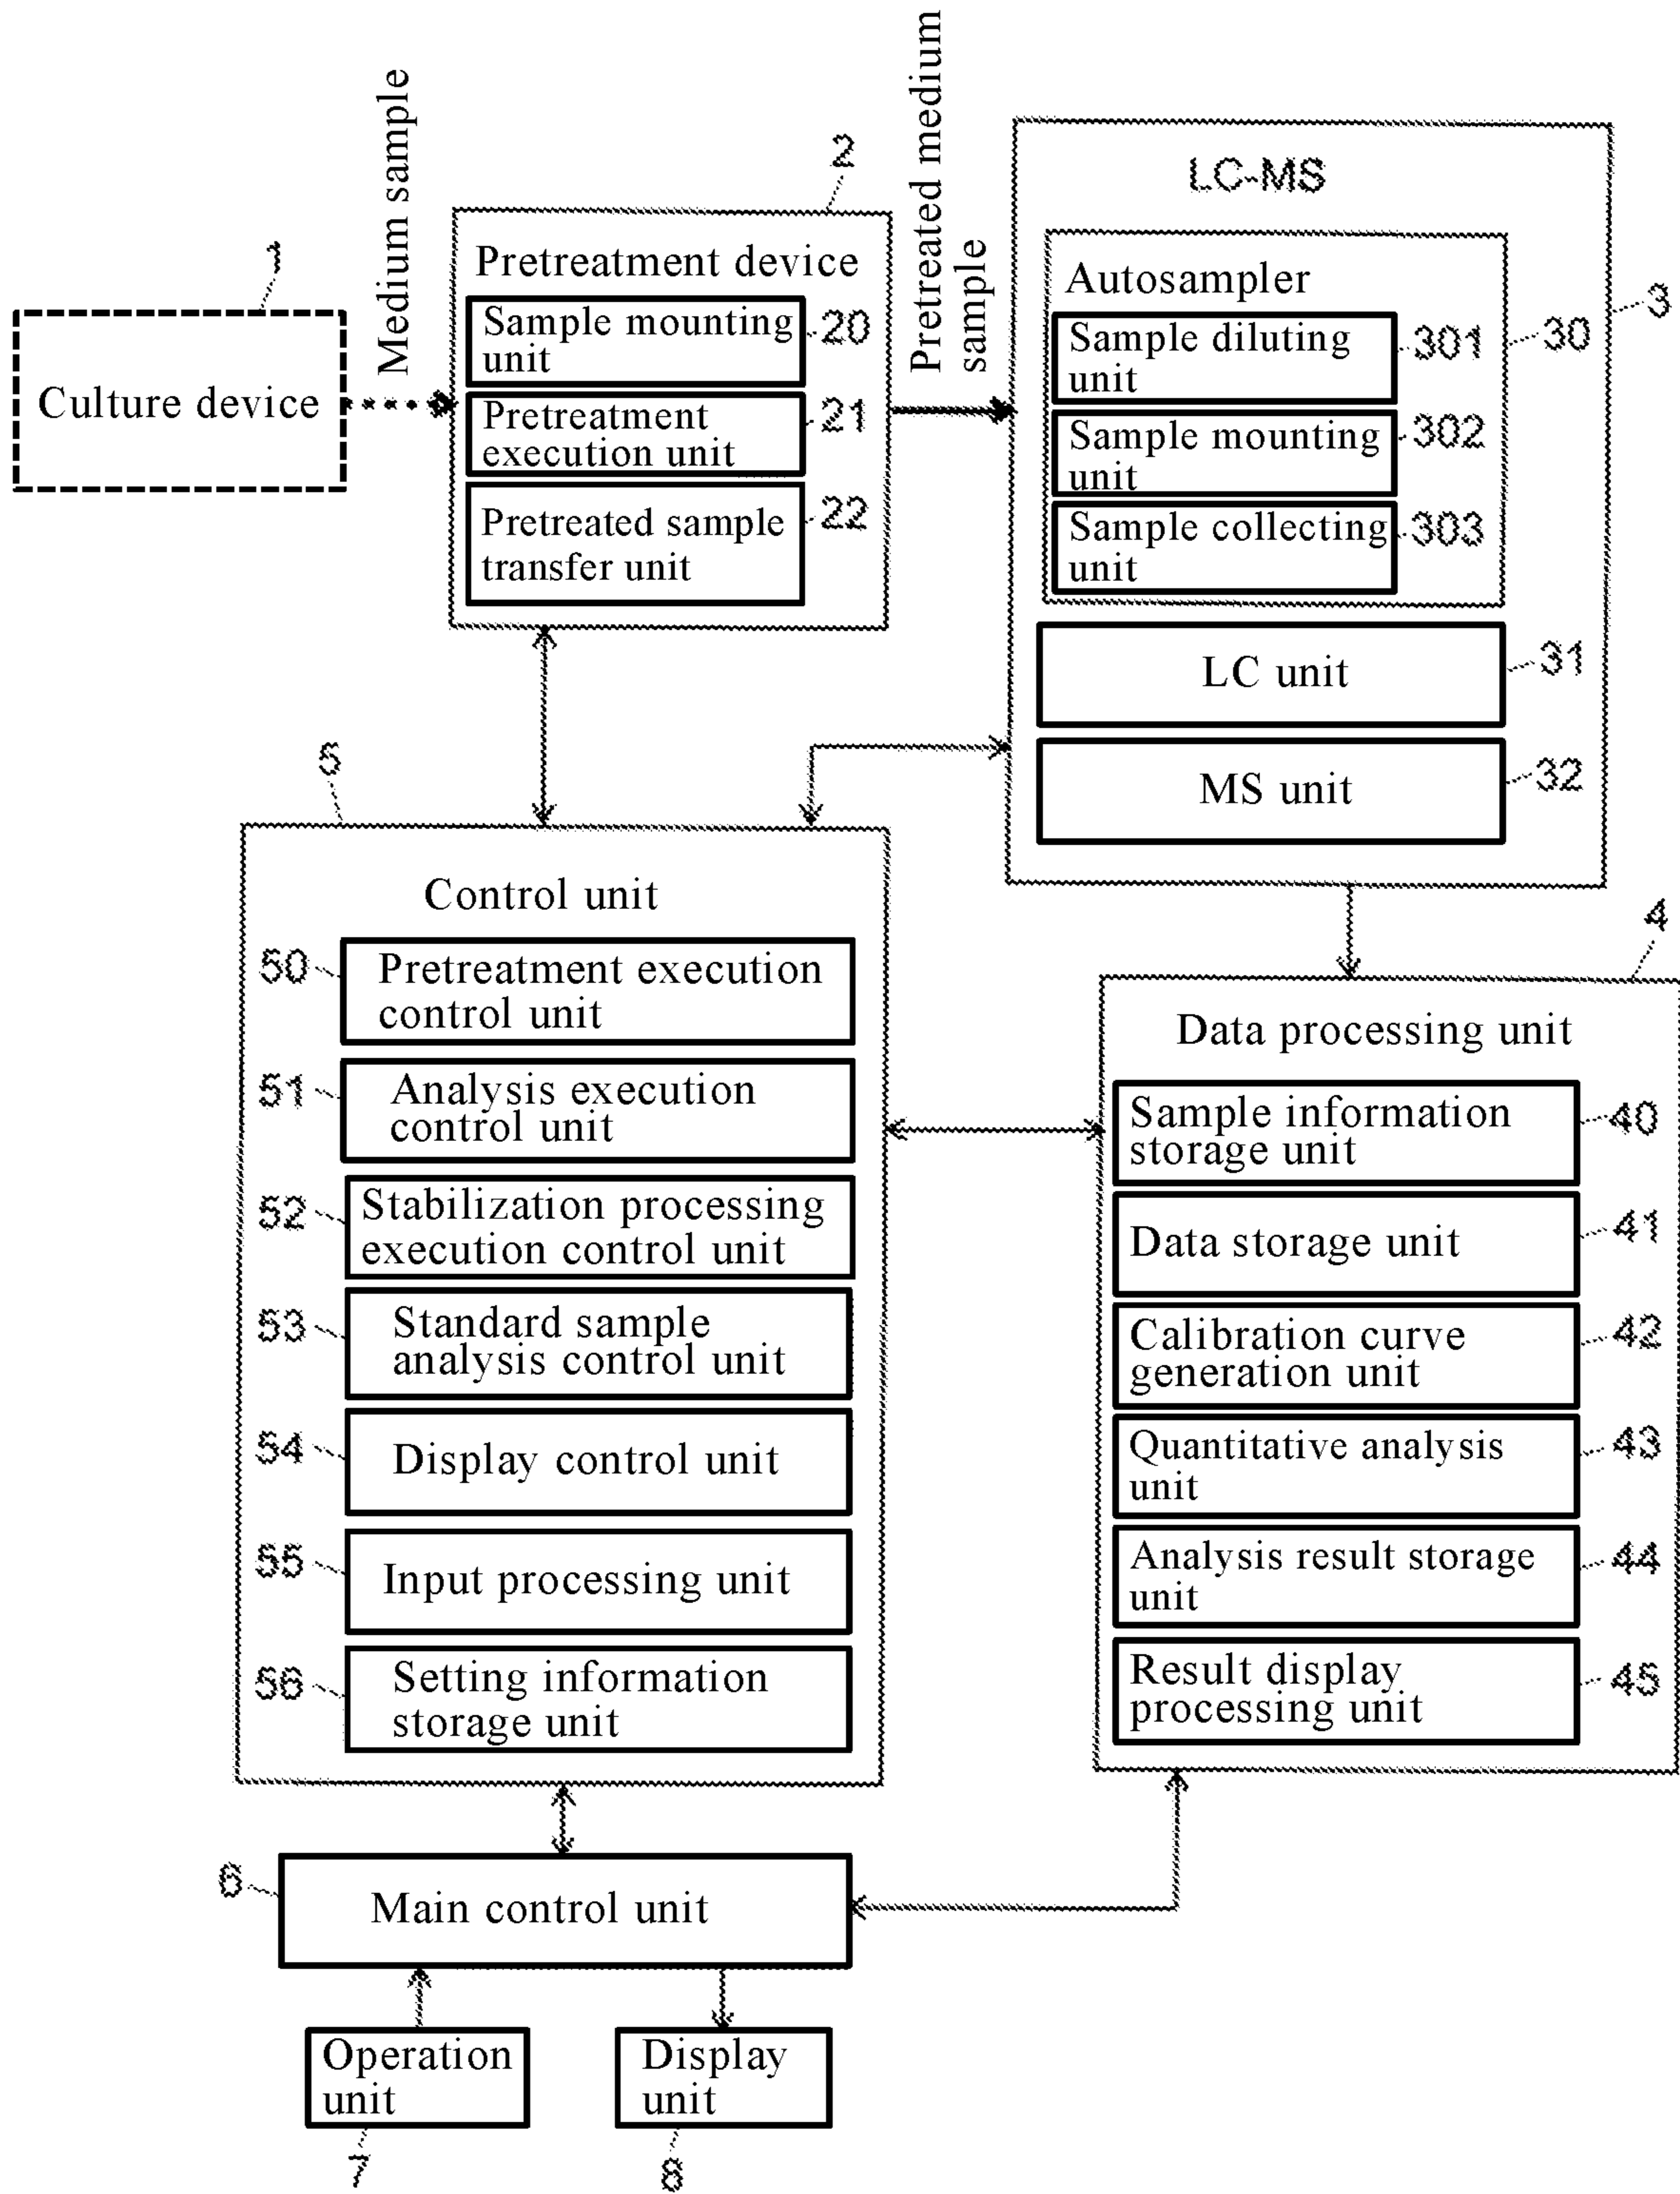 1
Culture device
Medium sample
2
Pretreatment device
Sample mounting
unit
20
Pretreatment
execution unit
21
Pretreated sample
transfer unit
22
Pretreated medium
sample
LC-MS
3
Autosampler
30
Sample diluting
unit
301
Sample mounting
unit
302
Sample collecting
unit
303
LC unit
31
MS unit
32
5
Control unit
50
Pretreatment execution
control unit
51
Analysis execution
control unit
52
Stabilization processing
execution control unit
53
Standard sample
analysis control unit
54
Display control unit
55
Input processing unit
56
Setting information
storage unit
4
Data processing unit
Sample information
storage unit
40
Data storage unit
41
Calibration curve
generation unit
42
Quantitative analysis
unit
43
Analysis result storage
unit
44
Result display
processing unit
45
6
Main control unit
Operation
unit
7
Display
unit
8